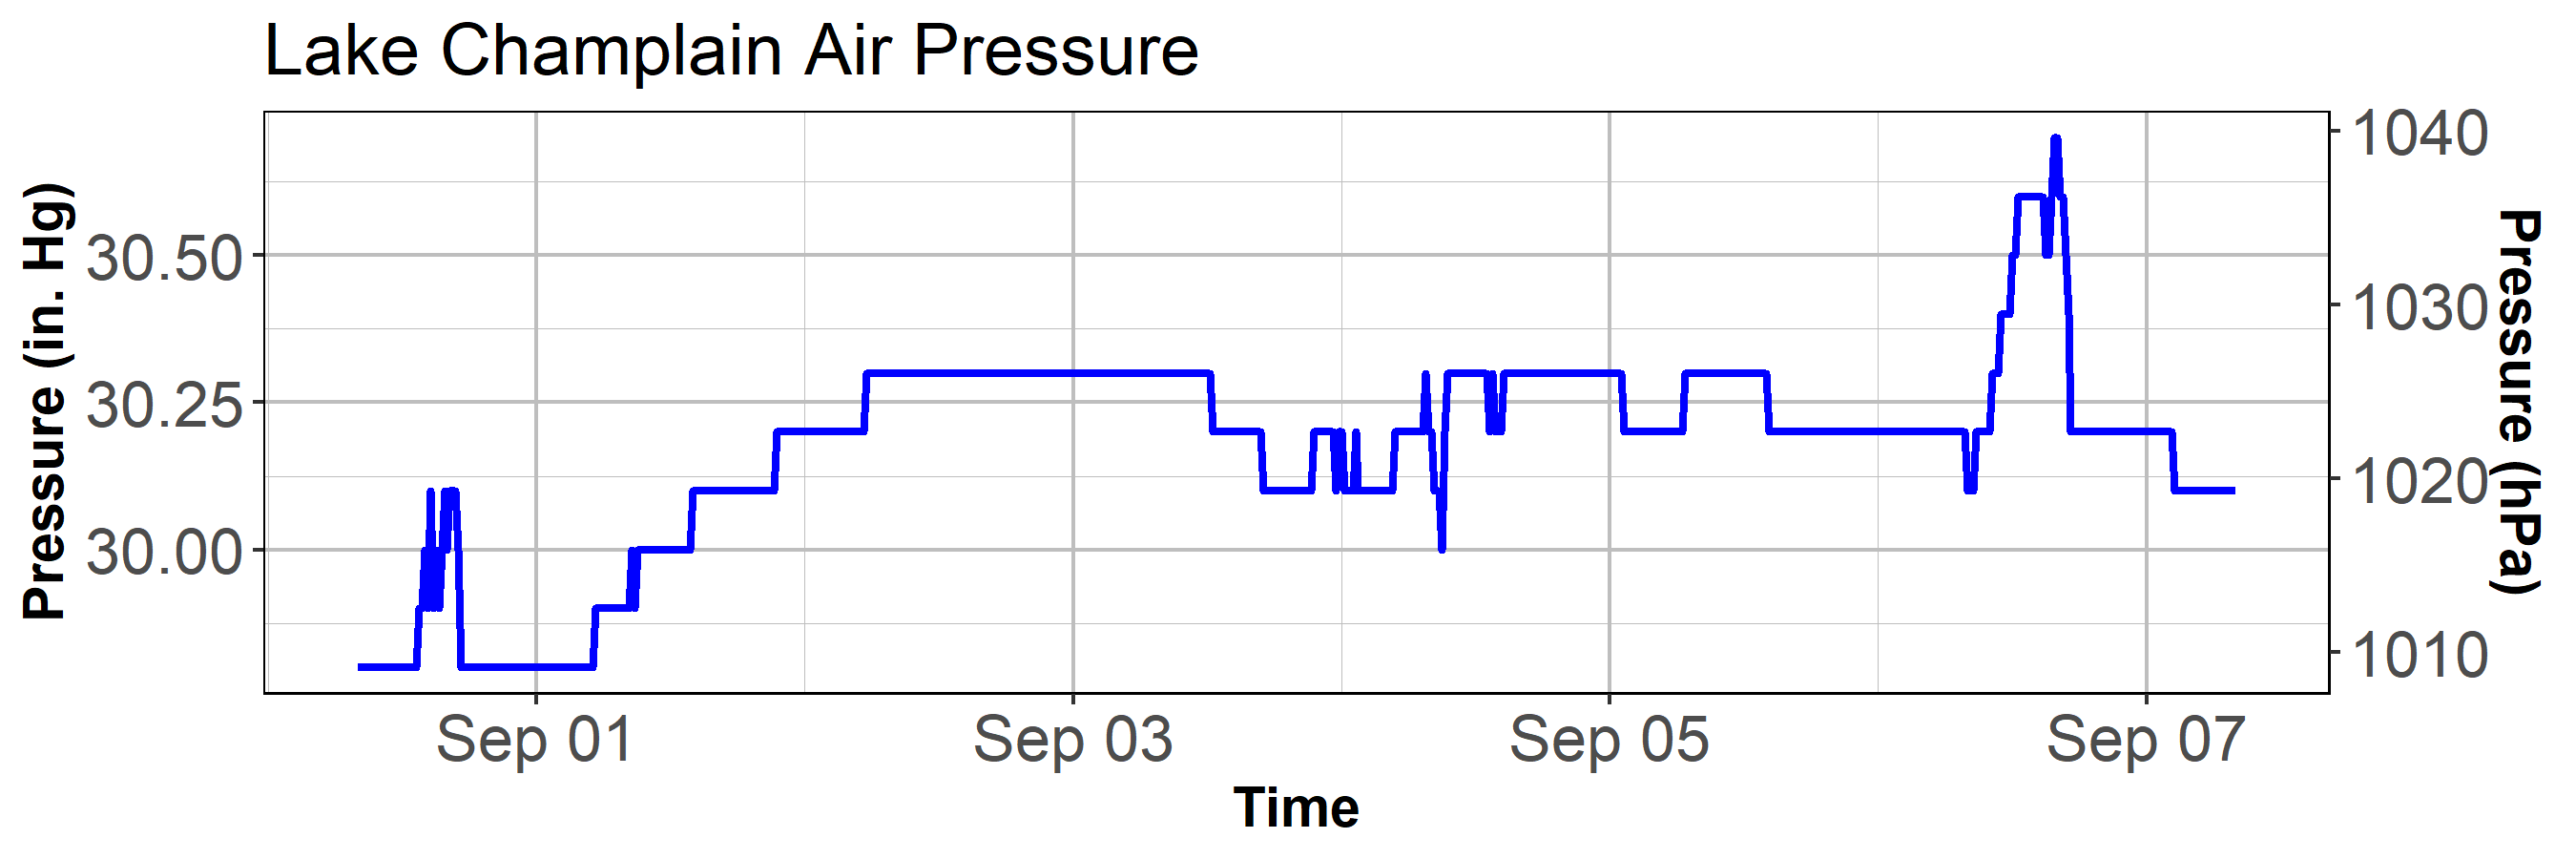 Lake Champlain Air Pressure
Pressure (in. Hg)
30.50
30.25
30.00
1040
1030
1020
1010
Pressure (hPa)
Sep 01
Sep 03
Sep 05
Sep 07
Time